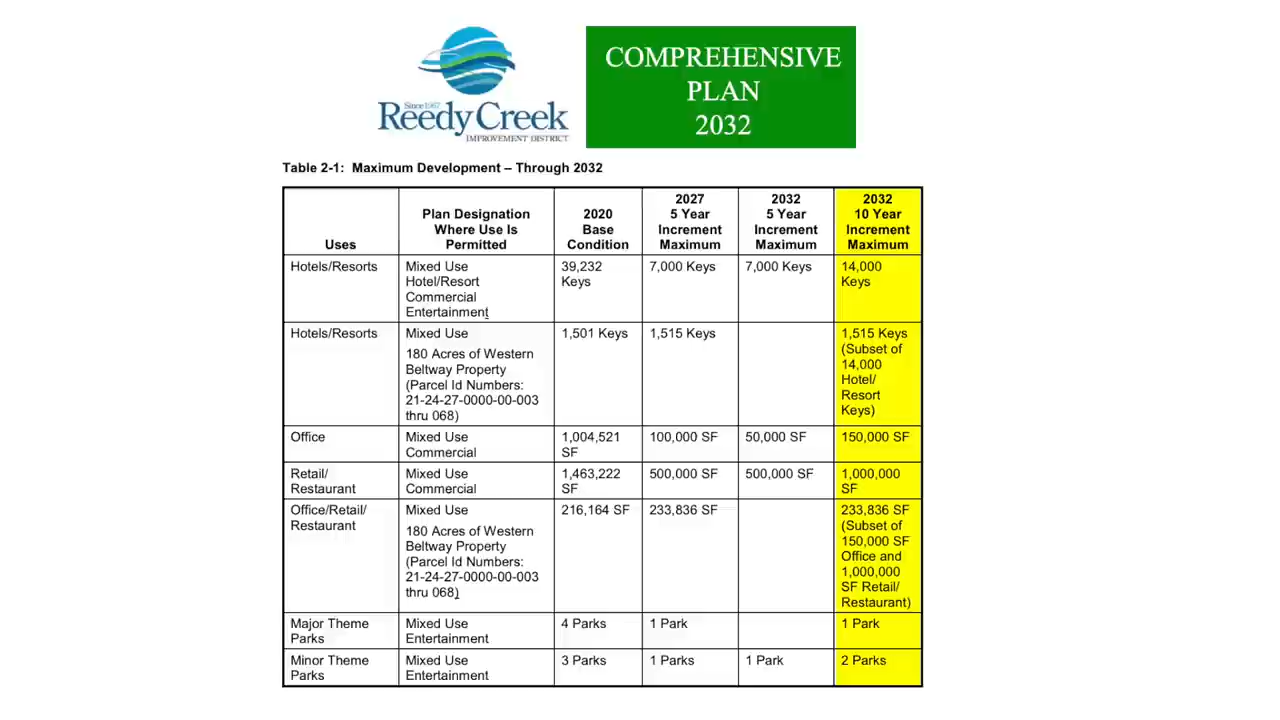 Since 1967
Reedy Creek
IMPROVEMENT DISTRICT
COMPREHENSIVE
PLAN
2032
Table 2-1: Maximum Development – Through 2032
Uses
Plan Designation
Where Use Is
Permitted
2020
Base
Condition
2027
5 Year
Increment
Maximum
2032
5 Year
Increment
Maximum
2032
10 Year
Increment
Maximum
Hotels/Resorts
Mixed Use
Hotel/Resort
Commercial
Entertainment
39,232
Keys
7,000 Keys
7,000 Keys
14,000
Keys
Hotels/Resorts
Mixed Use
180 Acres of Western
Beltway Property
(Parcel Id Numbers:
21-24-27-0000-00-003
thru 068)
1,501 Keys
1,515 Keys
1,515 Keys
(Subset of
14,000
Hotel/
Resort
Keys)
Office
Mixed Use
Commercial
1,004,521
SF
100,000 SF
50,000 SF
150,000 SF
Retail/
Restaurant
Mixed Use
Commercial
1,463,222
SF
500,000 SF
500,000 SF
1,000,000
SF
Office/Retail/
Restaurant
Mixed Use
180 Acres of Western
Beltway Property
(Parcel Id Numbers:
21-24-27-0000-00-003
thru 068)
216,164 SF
233,836 SF
233,836 SF
(Subset of
150,000 SF
Office and
1,000,000
SF Retail/
Restaurant)
Major Theme
Parks
Mixed Use
Entertainment
4 Parks
1 Park
1 Park
Minor Theme
Parks
Mixed Use
Entertainment
3 Parks
1 Parks
1 Park
2 Parks